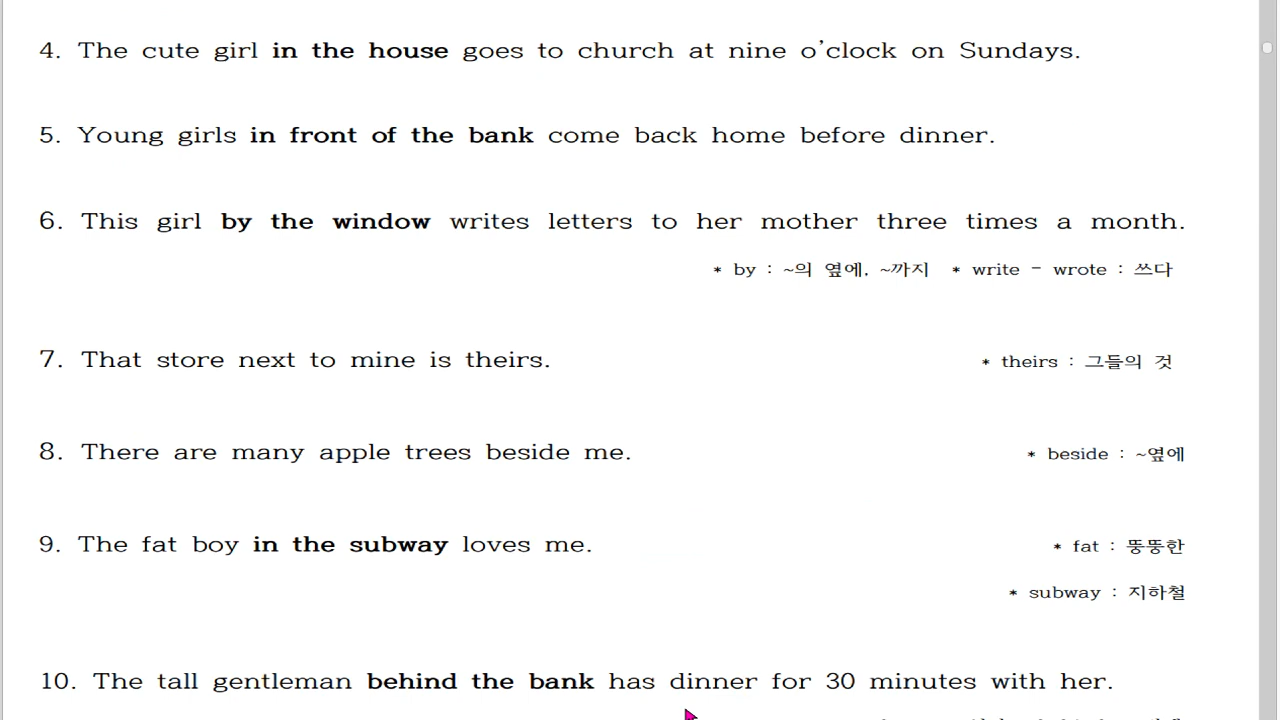 4. The cute girl in the house goes to church at nine o'clock on Sundays.
5. Young girls in front of the bank come back home before dinner.
6. This girl by the window writes letters to her mother three times a month.
* by : ~의 옆에, ~까지 * write - wrote : 쓰다
7. That store next to mine is theirs. * theirs : 그들의 것
8. There are many apple trees beside me. * beside : ~옆에
9. The fat boy in the subway loves me. * fat : 뚱뚱한
* subway : 지하철
10. The tall gentleman behind the bank has dinner for 30 minutes with her.